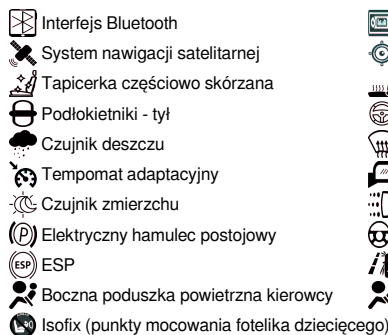 Interfejs Bluetooth
System nawigacji satelitarnej
Tapicerka częściowo skórzana
Podłokietniki - tył
Czujnik deszczu
Tempomat adaptacyjny
Czujnik zmierzchu
(P) Elektryczny hamulec postojowy
ESP ESP
Boczna poduszka powietrzna kierowcy
Isofix (punkty mocowania fotelika dziecięcego)